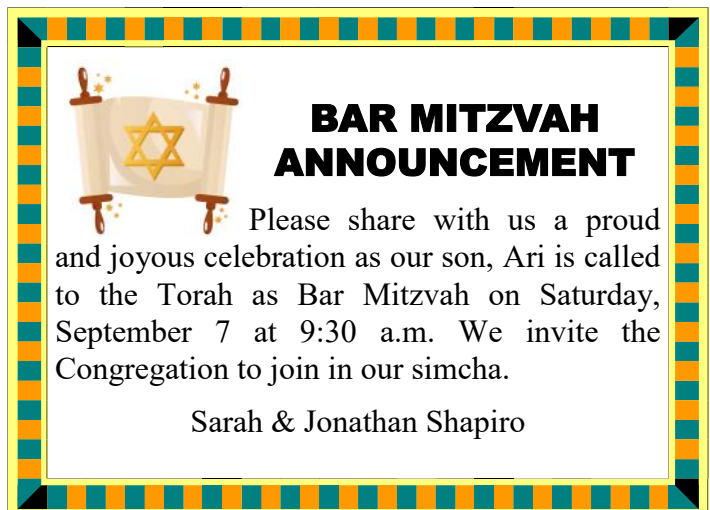 BAR MITZVAH
ANNOUNCEMENT
Please share with us a proud
and joyous celebration as our son, Ari is called
to the Torah as Bar Mitzvah on Saturday,
September 7 at 9:30 a.m. We invite the
Congregation to join in our simcha.
Sarah & Jonathan Shapiro